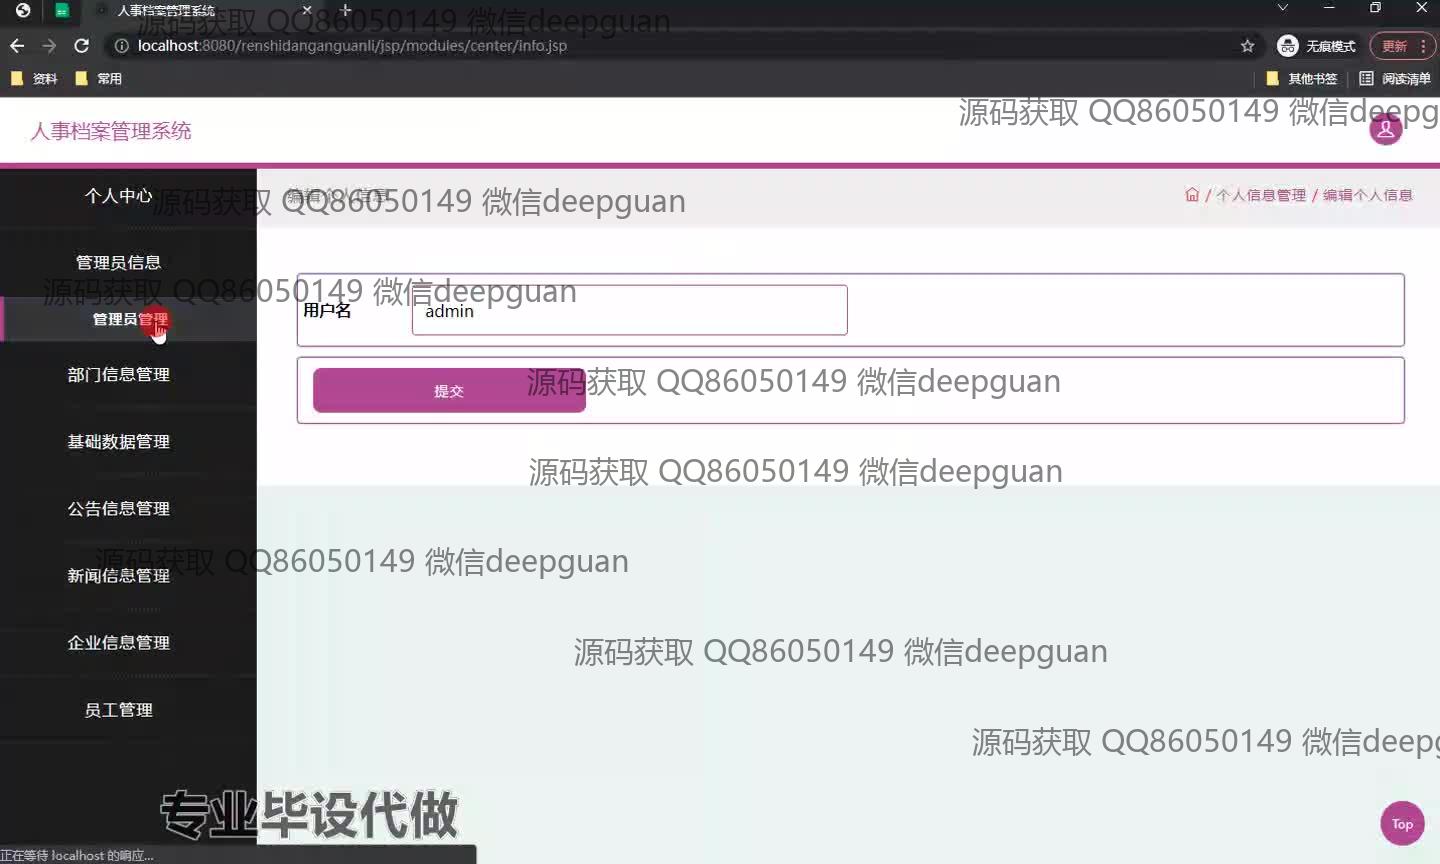 人事档案管理系统
源码获取 QQ86050149 微信deepguan
localhost:8080/renshidanganguanli/jsp/modules/center/info.jsp
无痕模式
更新
资料
常用
其他书签
阅读清单
源码获取 QQ86050149 微信deepg
人事档案管理系统
个人中心
编辑个人信息
源码获取 QQ86050149 微信deepguan
/ 个人信息管理 / 编辑个人信息
管理员信息
源码获取 QQ86050149 微信deepguan
管理员管理
用户名
admin
部门信息管理
提交
源码获取 QQ86050149 微信deepguan
基础数据管理
源码获取 QQ86050149 微信deepguan
公告信息管理
源码获取 QQ86050149 微信deepguan
新闻信息管理
企业信息管理
源码获取 QQ86050149 微信deepguan
员工管理
源码获取 QQ86050149 微信deepg
专业毕设代做
Top
正在等待 localhost 的响应...